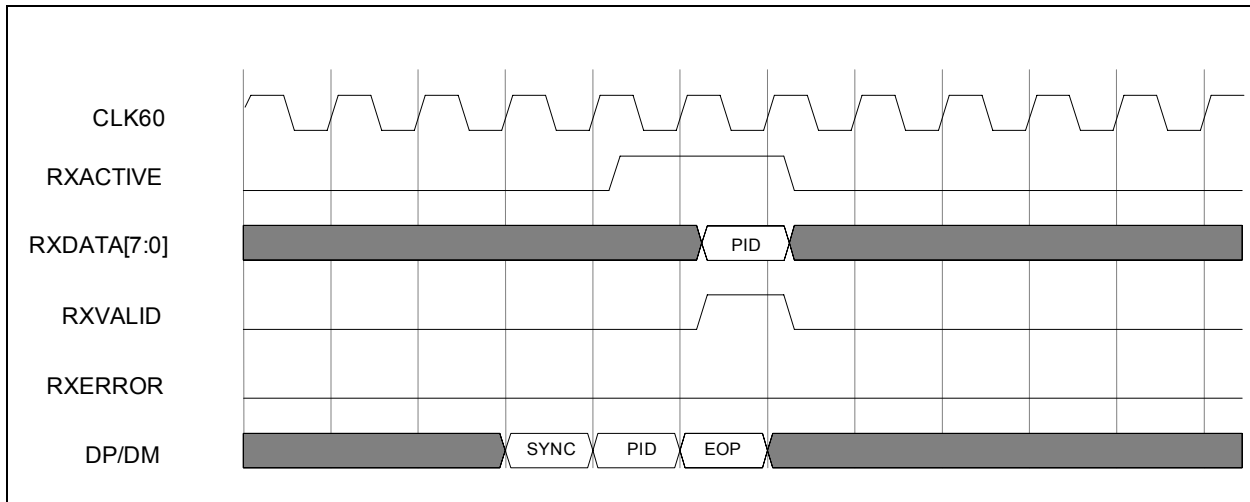 CLK60
RXACTIVE
RXDATA[7:0] PID
RXVALID
RXERROR
DP/DM SYNC PID EOP